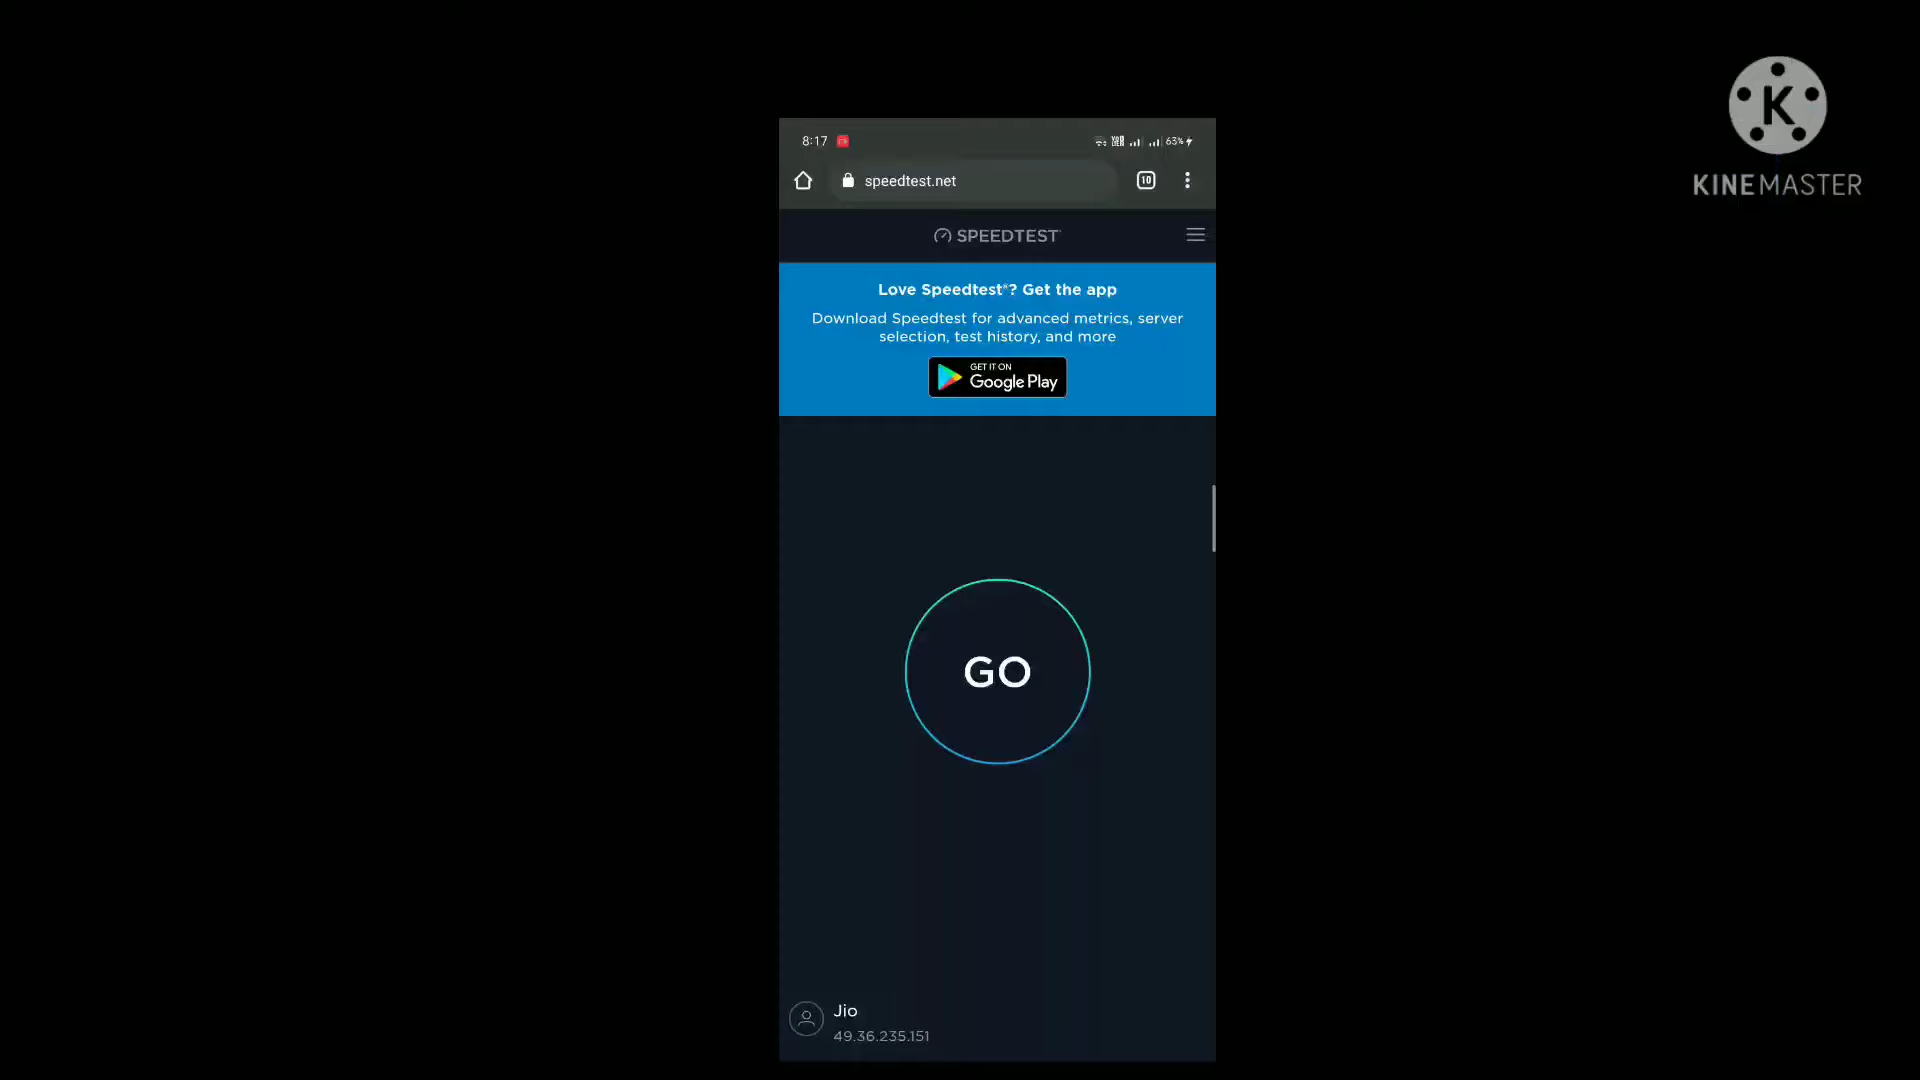 8:17 63%
speedtest.net 10
SPEEDTEST
Love Speedtest®? Get the app
Download Speedtest for advanced metrics, server
selection, test history, and more
GET IT ON
Google Play
GO
Jio
49.36.235.151
K
KINEMASTER